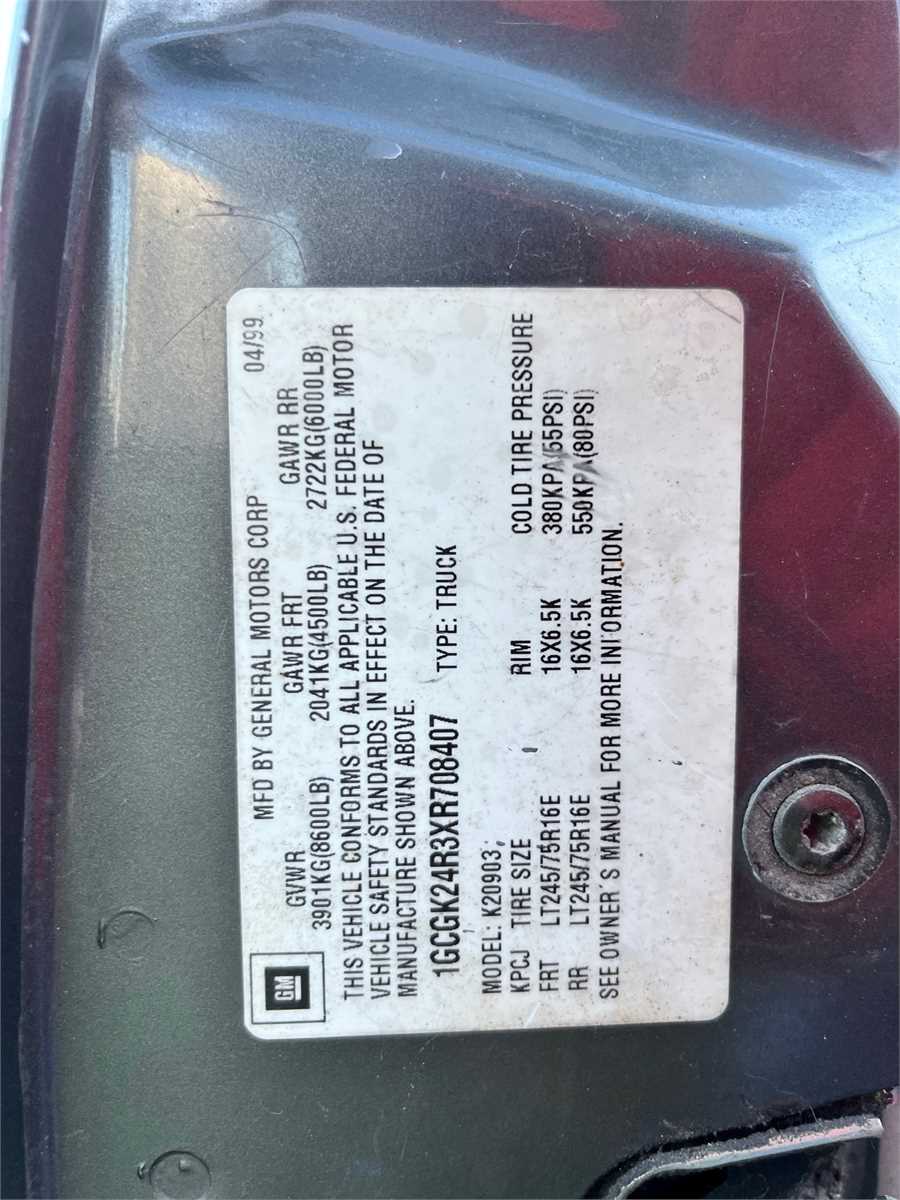 MFD BY GENERAL MOTORS CORP 04/99
GVWR GAWR FRT GAWR RR
3901KG(8600LB) 2041KG(4500LB) 2722KG(6000LB)
THIS VEHICLE CONFORMS TO ALL APPLICABLE U.S. FEDERAL MOTOR
VEHICLE SAFETY STANDARDS IN EFFECT ON THE DATE OF
MANUFACTURE SHOWN ABOVE.
1GCGK24R3XR708407 TYPE: TRUCK
MODEL: K20903
KPCJ TIRE SIZE RIM COLD TIRE PRESSURE
FRT LT245/75R16E 16X6.5K 380KPA(55PSI)
RR LT245/75R16E 16X6.5K 550KPA(80PSI)
SEE OWNER'S MANUAL FOR MORE INFORMATION.
GM